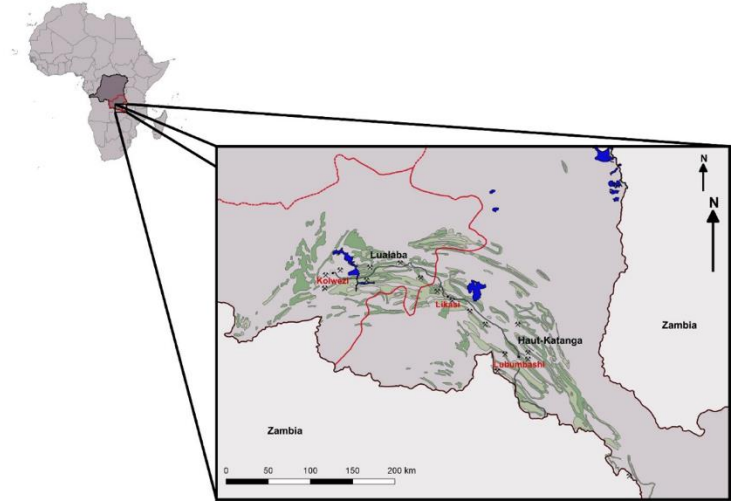 N
N
Lualaba
Kolwezi
Likasi
Zambia
Haut-Katanga
Lubumbashi
Zambia
0 50 100 150 200 km